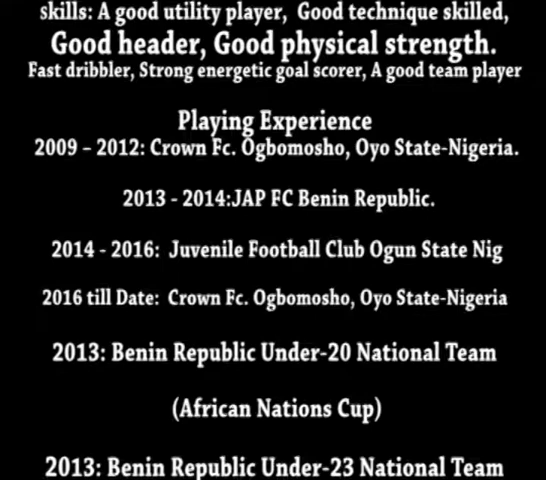 skills: A good utility player, Good technique skilled,
Good header, Good physical strength.
Fast dribbler, Strong energetic goal scorer, A good team player
Playing Experience
2009 – 2012: Crown Fc. Ogbomosho, Oyo State-Nigeria.
2013 - 2014:JAP FC Benin Republic.
2014 - 2016: Juvenile Football Club Ogun State Nig
2016 till Date: Crown Fc. Ogbomosho, Oyo State-Nigeria
2013: Benin Republic Under-20 National Team
(African Nations Cup)
2013: Benin Republic Under-23 National Team